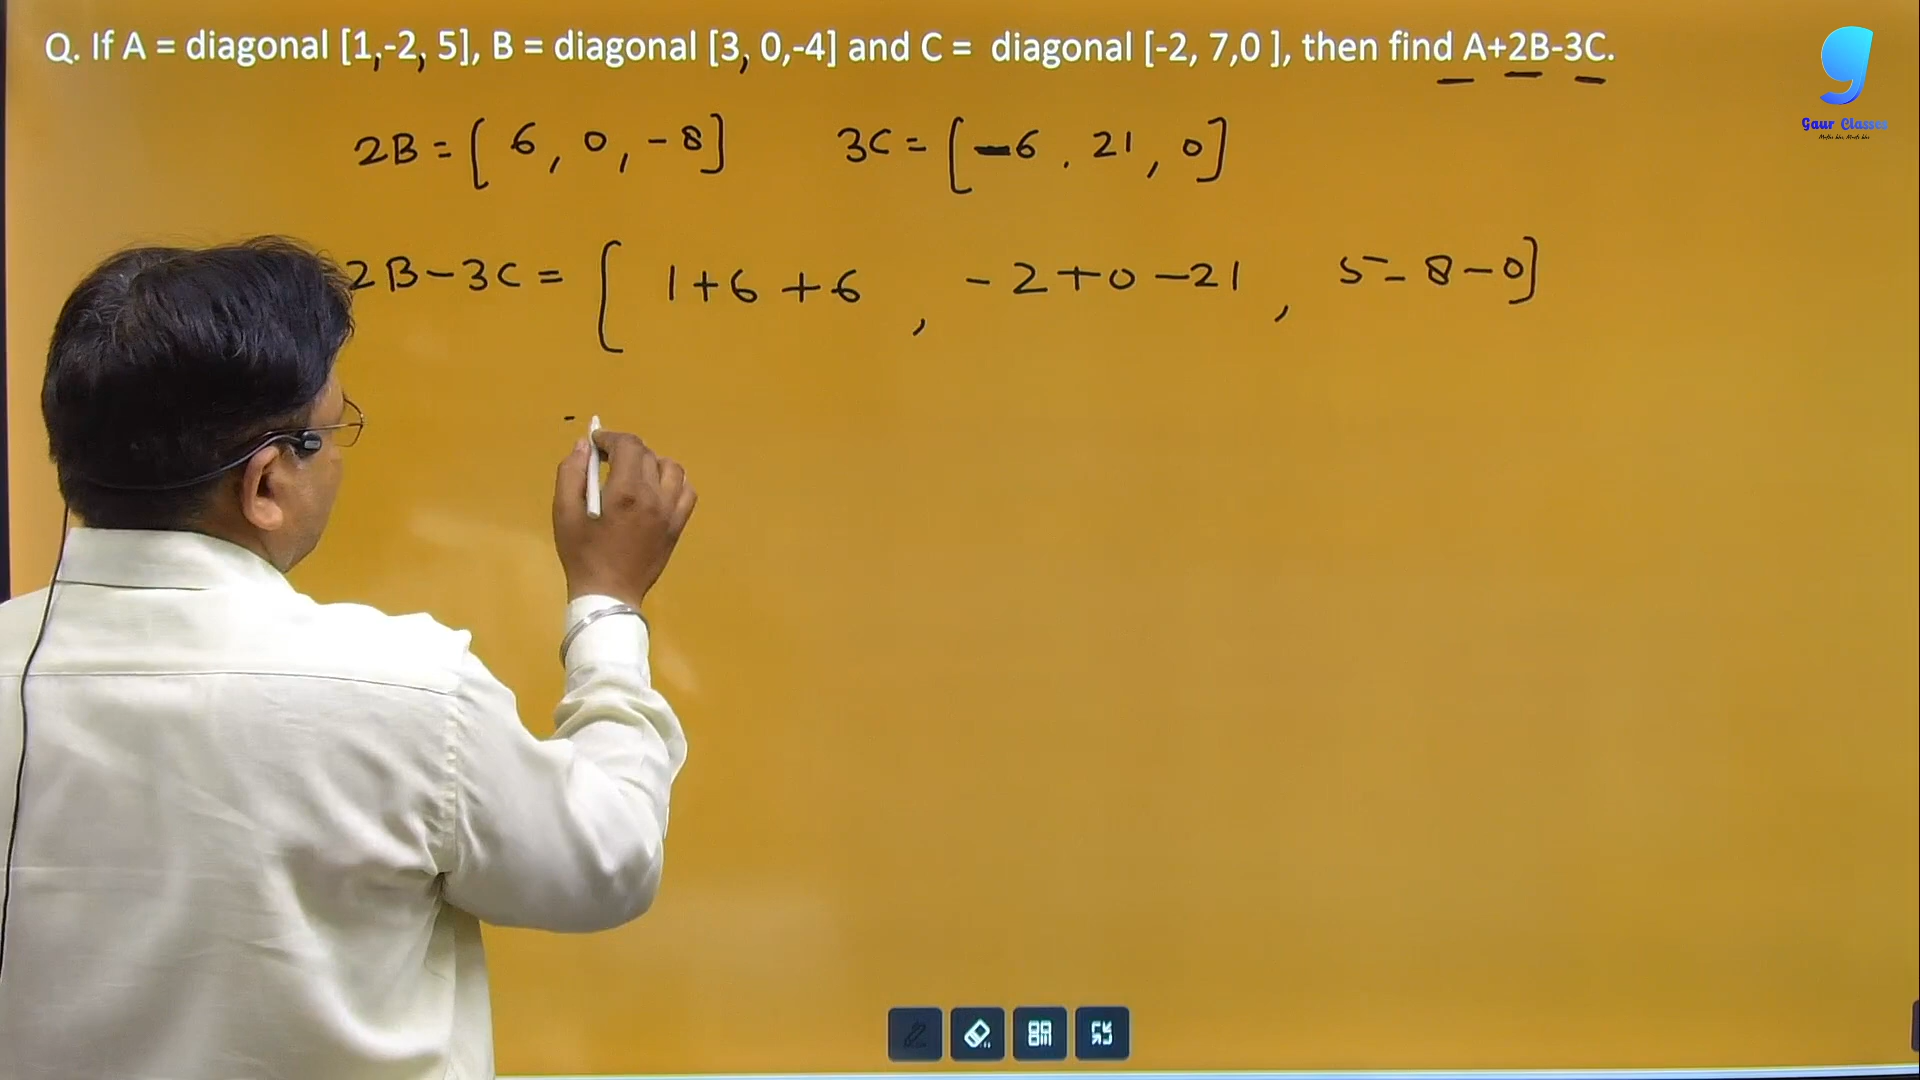 Q. If A = diagonal [1,-2, 5], B = diagonal [3, 0,-4] and C =  diagonal [-2, 7,0 ], then find A+2B-3C.
Gaur Classes
2B = [ 6 , 0 , - 8 ]
3C = [ -6 . 21 , 0 ]
2B - 3C = [ 1 + 6 + 6 , - 2 + 0 - 21 , 5 - 8 - 0 ]